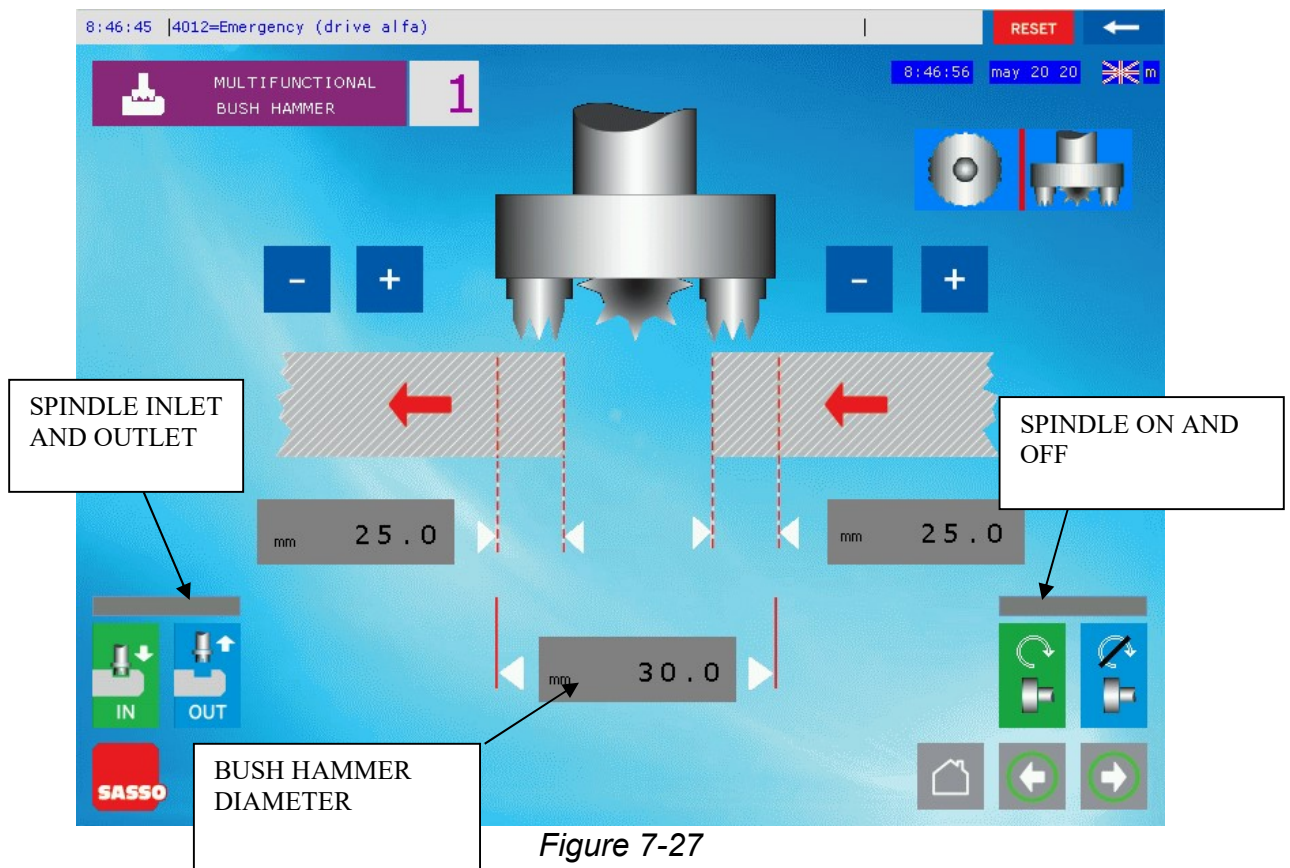 8:46:45 |4012=Emergency (drive alfa)
RESET
MULTIFUNCTIONAL
BUSH HAMMER
1
8:46:56 may 20 20 m
- +
- +
SPINDLE INLET
AND OUTLET
SPINDLE ON AND
OFF
mm 25.0
mm 25.0
mm 30.0
IN OUT
SASSO
BUSH HAMMER
DIAMETER
Figure 7-27